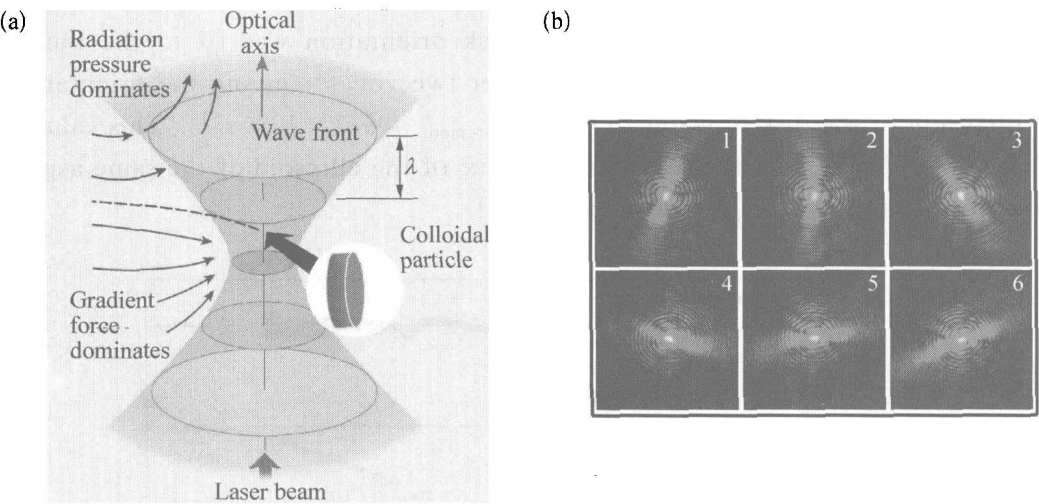 (a)
Radiation
pressure
dominates
Optical
axis
Wave front
λ
Colloidal
particle
Gradient
force
dominates
Laser beam
(b)
1
2
3
4
5
6